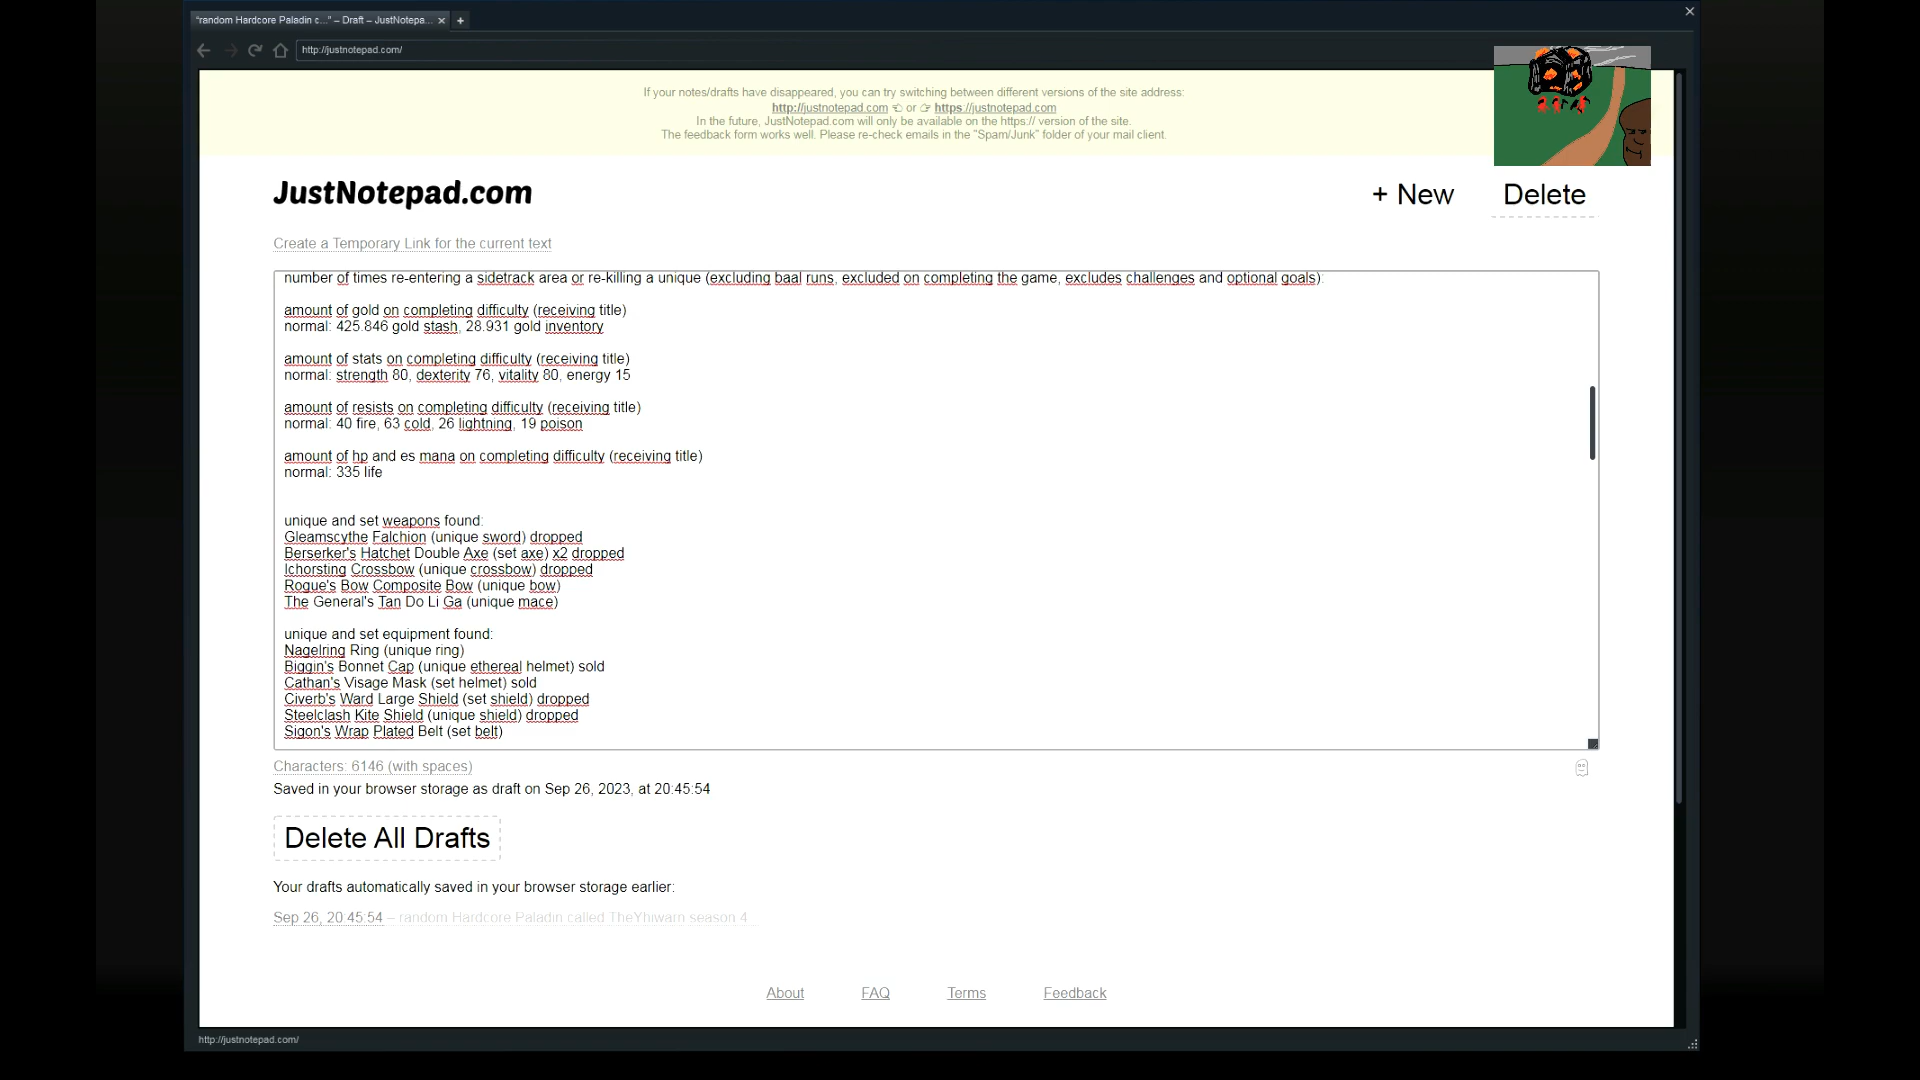 "random Hardcore Paladin c..." – Draft – JustNotepa...
http://justnotepad.com/
If your notes/drafts have disappeared, you can try switching between different versions of the site address:
http://justnotepad.com or https://justnotepad.com
In the future, JustNotepad.com will only be available on the https:// version of the site.
The feedback form works well. Please re-check emails in the "Spam/Junk" folder of your mail client.
JustNotepad.com
+ New
Delete
Create a Temporary Link for the current text
number of times re-entering a sidetrack area or re-killing a unique (excluding baal runs, excluded on completing the game, excludes challenges and optional goals):
amount of gold on completing difficulty (receiving title)
normal: 425.846 gold stash, 28.931 gold inventory
amount of stats on completing difficulty (receiving title)
normal: strength 80, dexterity 76, vitality 80, energy 15
amount of resists on completing difficulty (receiving title)
normal: 40 fire, 63 cold, 26 lightning, 19 poison
amount of hp and es mana on completing difficulty (receiving title)
normal: 335 life
unique and set weapons found:
Gleamscythe Falchion (unique sword) dropped
Berserker's Hatchet Double Axe (set axe) x2 dropped
Ichorsting Crossbow (unique crossbow) dropped
Rogue's Bow Composite Bow (unique bow)
The General's Tan Do Li Ga (unique mace)
unique and set equipment found:
Nagelring Ring (unique ring)
Biggin's Bonnet Cap (unique ethereal helmet) sold
Cathan's Visage Mask (set helmet) sold
Civerb's Ward Large Shield (set shield) dropped
Steelclash Kite Shield (unique shield) dropped
Sigon's Wrap Plated Belt (set belt)
Characters: 6146 (with spaces)
Saved in your browser storage as draft on Sep 26, 2023, at 20:45:54
Delete All Drafts
Your drafts automatically saved in your browser storage earlier:
Sep 26, 20:45:54 – random Hardcore Paladin called TheYhiwarn season 4
About FAQ Terms Feedback
http://justnotepad.com/